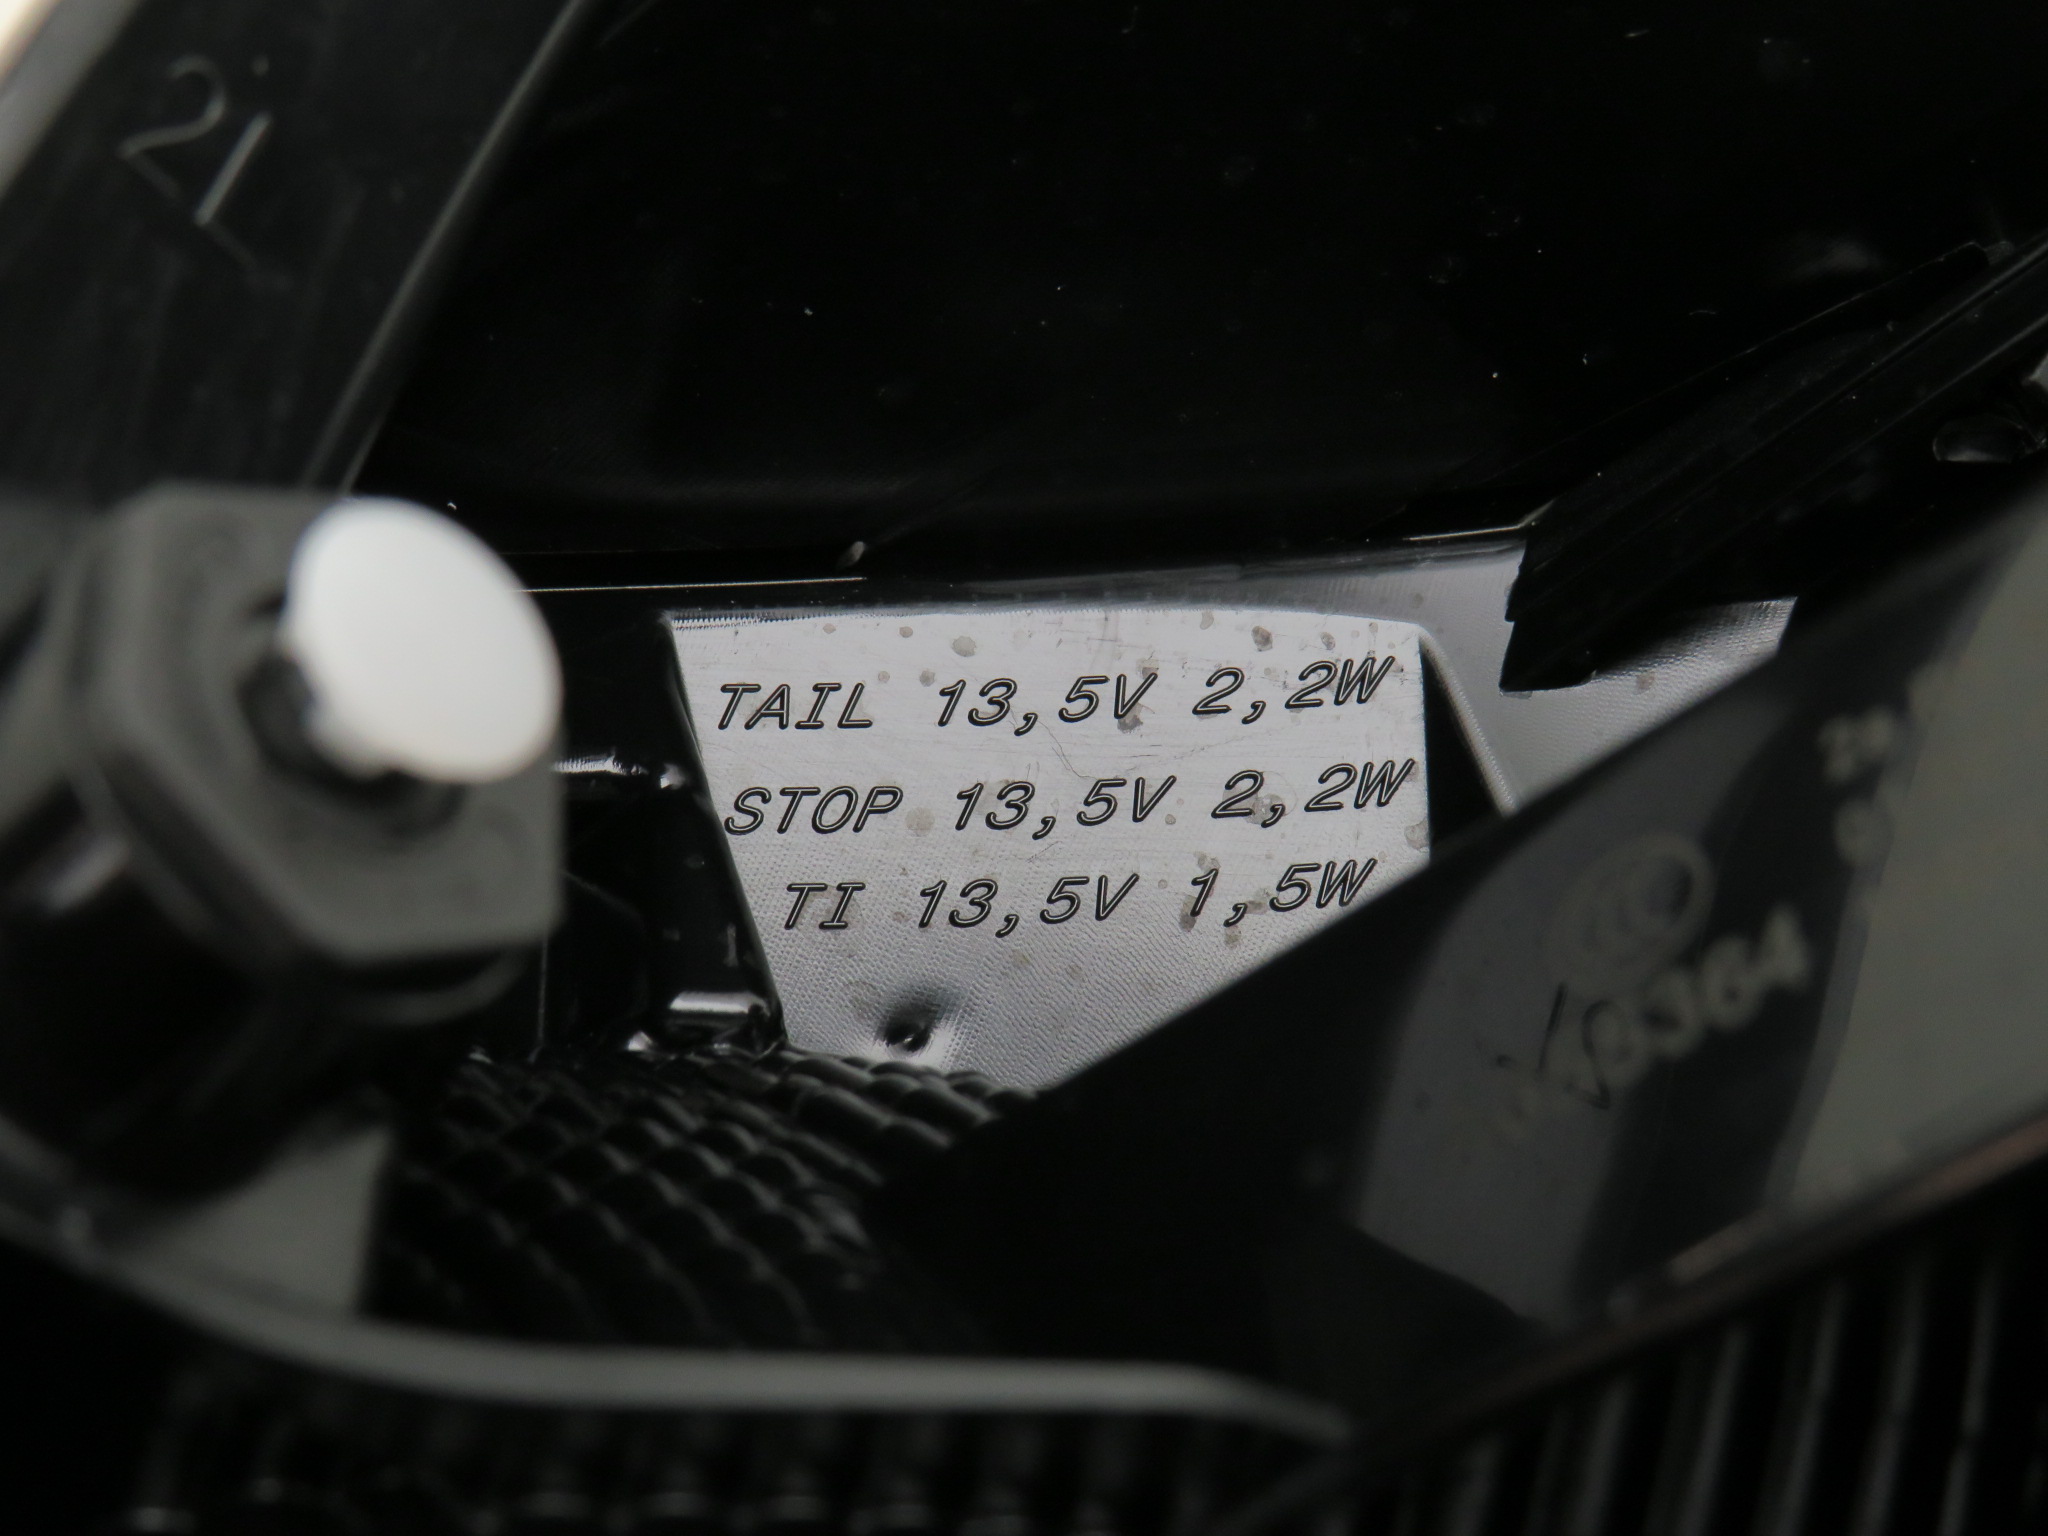 TAIL 13,5V 2,2W
STOP 13,5V 2,2W
TI 13,5V 1,5W